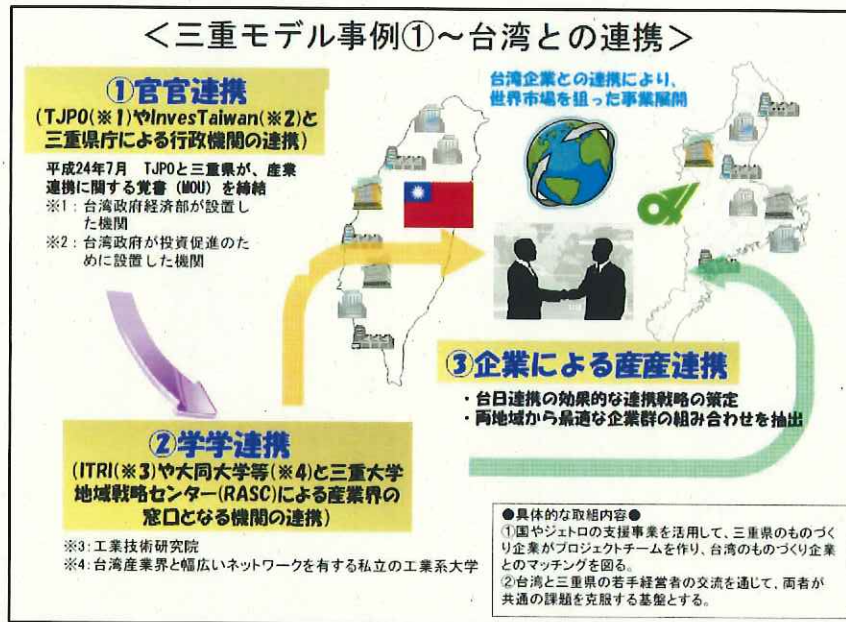 ＜三重モデル事例①～台湾との連携＞
①官官連携
(TJPO(※1)やInvesTaiwan(※2)と
三重県庁による行政機関の連携)
平成24年7月　TJPOと三重県が、産業
連携に関する覚書（MOU）を締結
※1：台湾政府経済部が設置し
た機関
※2：台湾政府が投資促進のた
めに設置した機関
台湾企業との連携により、
世界市場を狙った事業展開
③企業による産産連携
・台日連携の効果的な連携戦略の策定
・両地域から最適な企業群の組み合わせを抽出
②学学連携
(ITRI(※3)や大同大学等(※4)と三重大学
地域戦略センター(RASC)による産業界の
窓口となる機関の連携)
※3：工業技術研究院
※4：台湾産業界と幅広いネットワークを有する私立の工業系大学
●具体的な取組内容●
①国やジェトロの支援事業を活用して、三重県のものづく
り企業がプロジェクトチームを作り、台湾のものづくり企業
とのマッチングを図る。
②台湾と三重県の若手経営者の交流を通じて、両者が
共通の課題を克服する基盤とする。